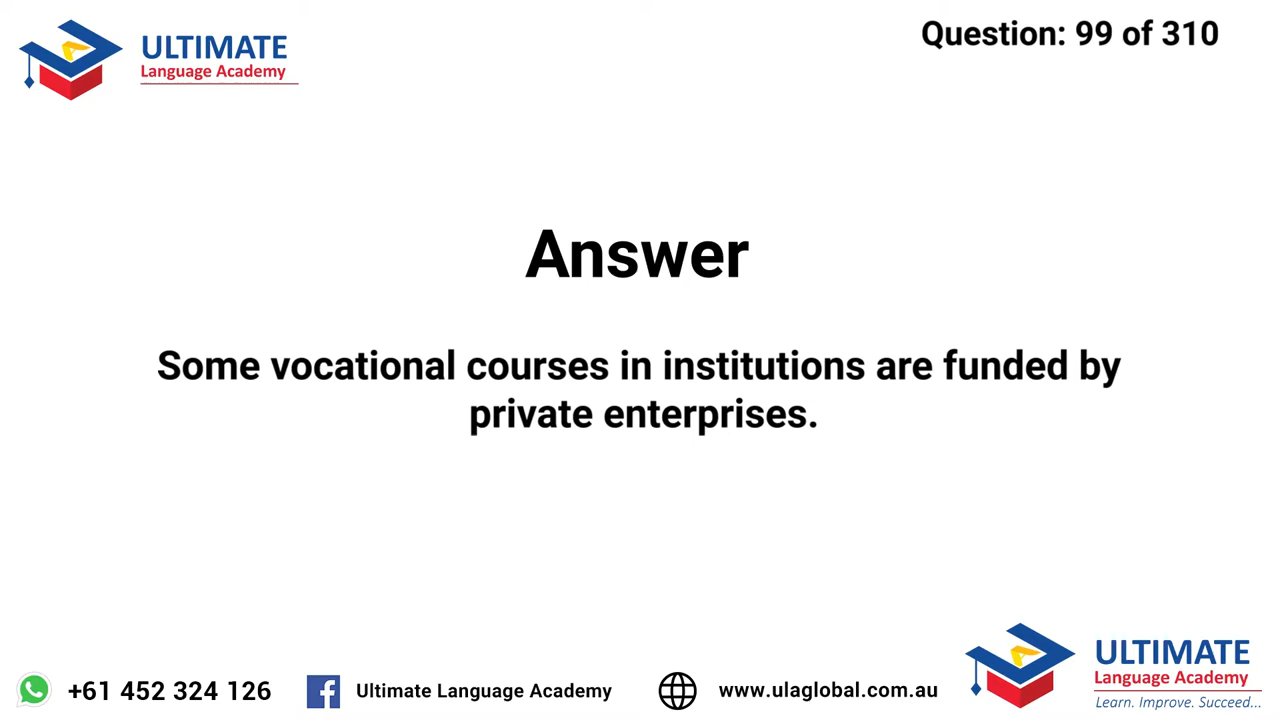 ULTIMATE
Language Academy
Question: 99 of 310
Answer
Some vocational courses in institutions are funded by
private enterprises.
+61 452 324 126
Ultimate Language Academy
www.ulaglobal.com.au
ULTIMATE
Language Academy
Learn. Improve. Succeed...